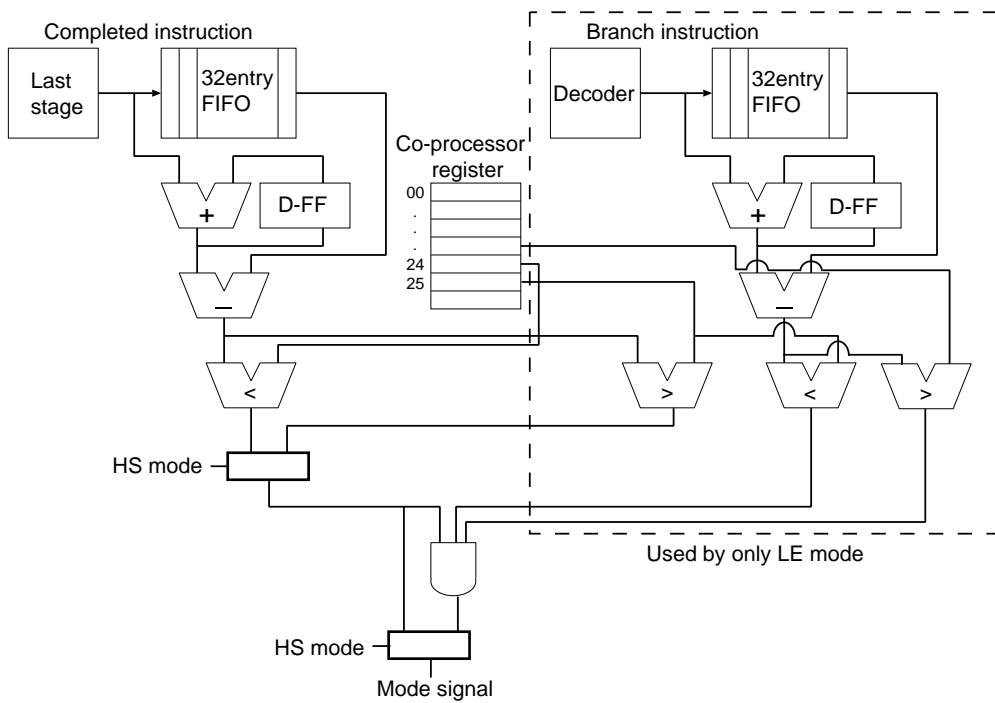 Completed instruction
Branch instruction
Last
stage
32entry
FIFO
Decoder
32entry
FIFO
Co-processor
register
+
D-FF
00
.
.
.
24
25
+
D-FF
−
−
<
>
<
>
HS mode
Used by only LE mode
HS mode
Mode signal